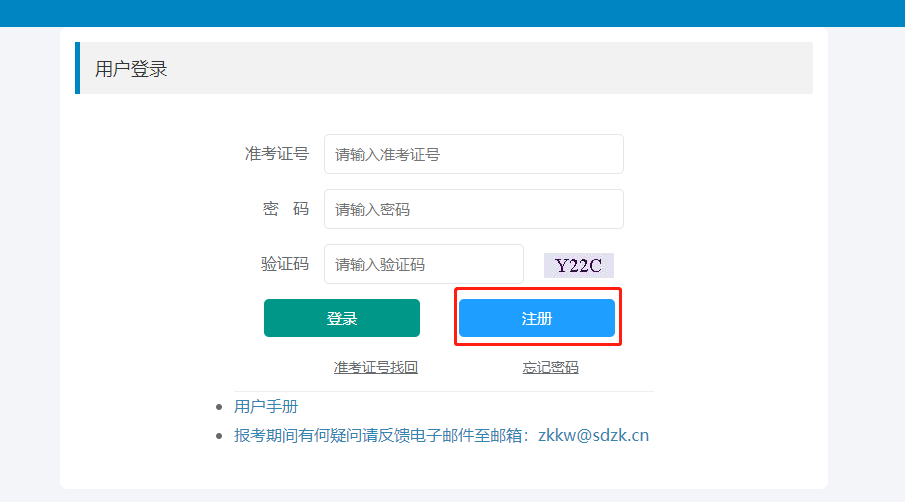 用户登录
准考证号 请输入准考证号
密 码 请输入密码
验证码 请输入验证码 Y22C
登录 注册
准考证号找回 忘记密码
用户手册
报考期间有何疑问请反馈电子邮件至邮箱：zkkw@sdzk.cn